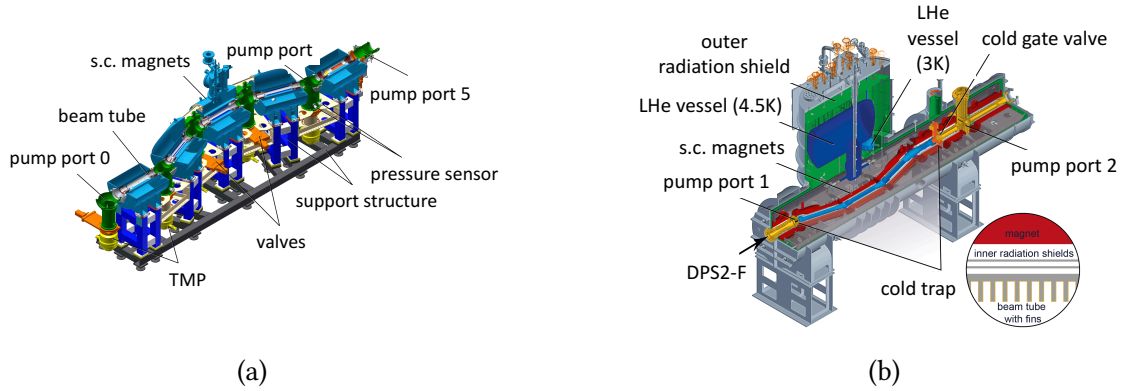 pump port
s.c. magnets
pump port 5
beam tube
pump port 0
pressure sensor
support structure
valves
TMP
(a)
LHe
vessel
(3K)
outer
radiation shield
cold gate valve
LHe vessel (4.5K)
s.c. magnets
pump port 1
pump port 2
DPS2-F
cold trap
magnet
inner radiation shields
beam tube
with fins
(b)